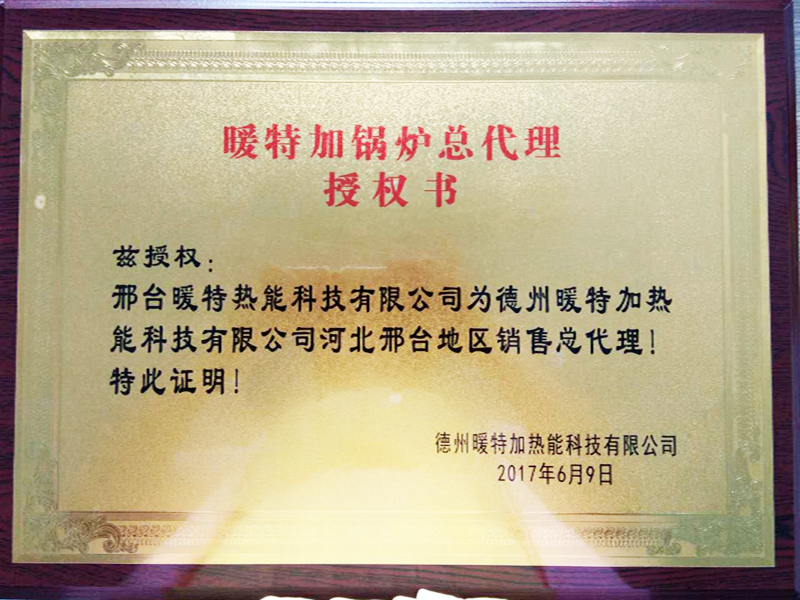 暖特加锅炉总代理
授权书
兹授权：
邢台暖特热能科技有限公司为德州暖特加热
能科技有限公司河北邢台地区销售总代理！
特此证明！
德州暖特加热能科技有限公司
2017年6月9日